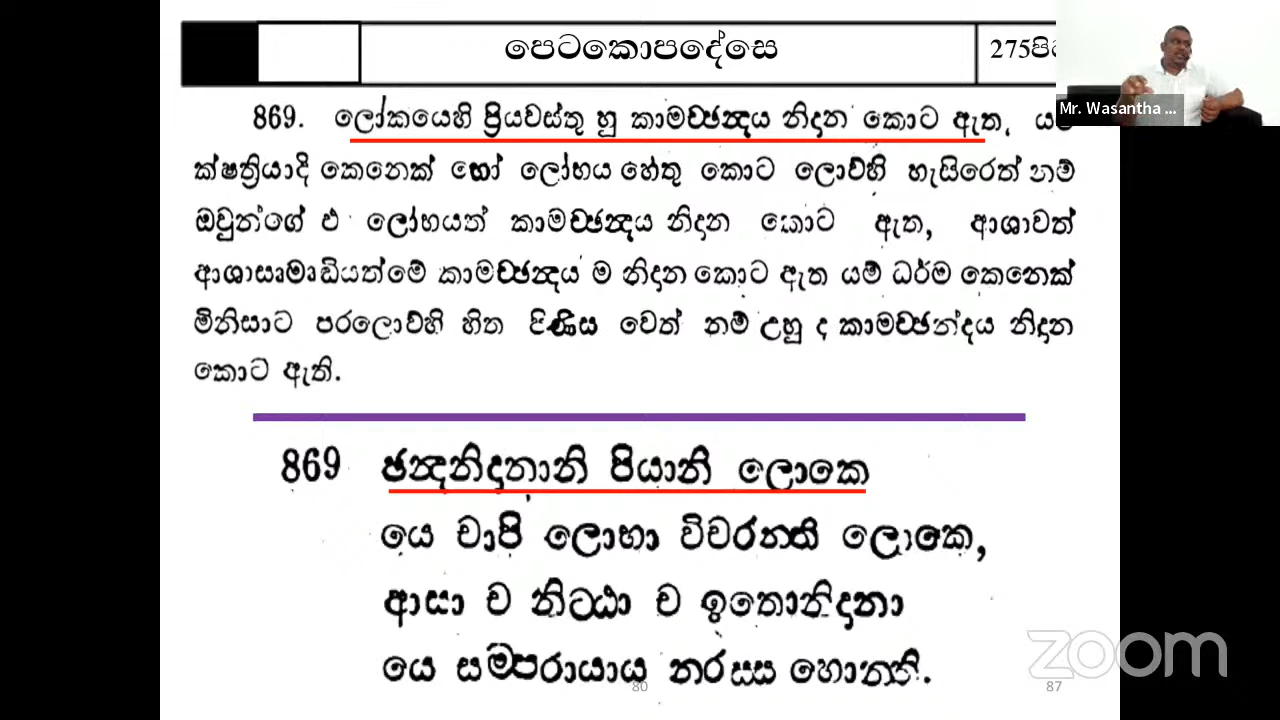 පෙටකොපදේසෙ
275පිට
Mr. Wasantha ...
869. ලෝකයෙහි ප්‍රියවස්තු හු කාමච්ඡන්දය නිදාන කොට ඇත, යම්
ක්ෂත්‍රියාදි කෙනෙක් හෝ ලෝභය හේතු කොට ලොව්හි හැසිරෙත් නම්
ඔවුන්ගේ ඒ ලෝභයත් කාමච්ඡන්දය නිදාන කොට ඇත, ආශාවත්
ආශාසමෘද්ධියත්මේ කාමච්ඡන්දය ම නිදාන කොට ඇත යම් ධර්ම කෙනෙක්
මිනිසාට පරලොව්හි හිත පිණිස වෙත් නම් උහු ද කාමච්ඡන්දය නිදාන
කොට ඇති.
869 ඡන්දනිදානානි පියානි ලොකෙ
යෙ චාපි ලොභා විචරන්ති ලොකෙ,
ආසා ච නිට්ඨා ච ඉතොනිදානා
යෙ සම්පරායාය නරස්ස හොන්ති.
zoom
80
87